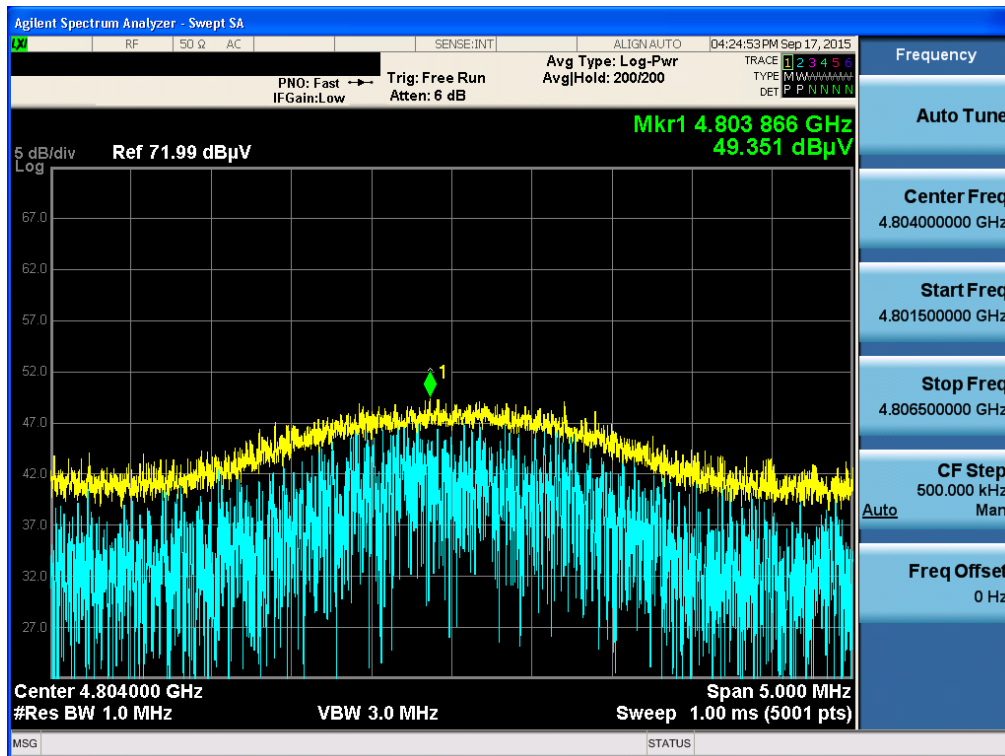 Agilent Spectrum Analyzer - Swept SA
LXI RF 50 Ω AC SENSE:INT ALIGN AUTO 04:24:53 PM Sep 17, 2015
PNO: Fast
IFGain:Low
Trig: Free Run
Atten: 6 dB
Avg Type: Log-Pwr
Avg|Hold: 200/200
TRACE 1 2 3 4 5 6
TYPE M
DET P P N N N N
Mkr1 4.803 866 GHz
49.351 dBµV
5 dB/div Ref 71.99 dBµV
Log
67.0
62.0
57.0
52.0
47.0
42.0
37.0
32.0
27.0
1
Center 4.804000 GHz Span 5.000 MHz
#Res BW 1.0 MHz VBW 3.0 MHz Sweep 1.00 ms (5001 pts)
MSG STATUS
Frequency
Auto Tune
Center Freq
4.804000000 GHz
Start Freq
4.801500000 GHz
Stop Freq
4.806500000 GHz
CF Step
500.000 kHz
Auto Man
Freq Offset
0 Hz